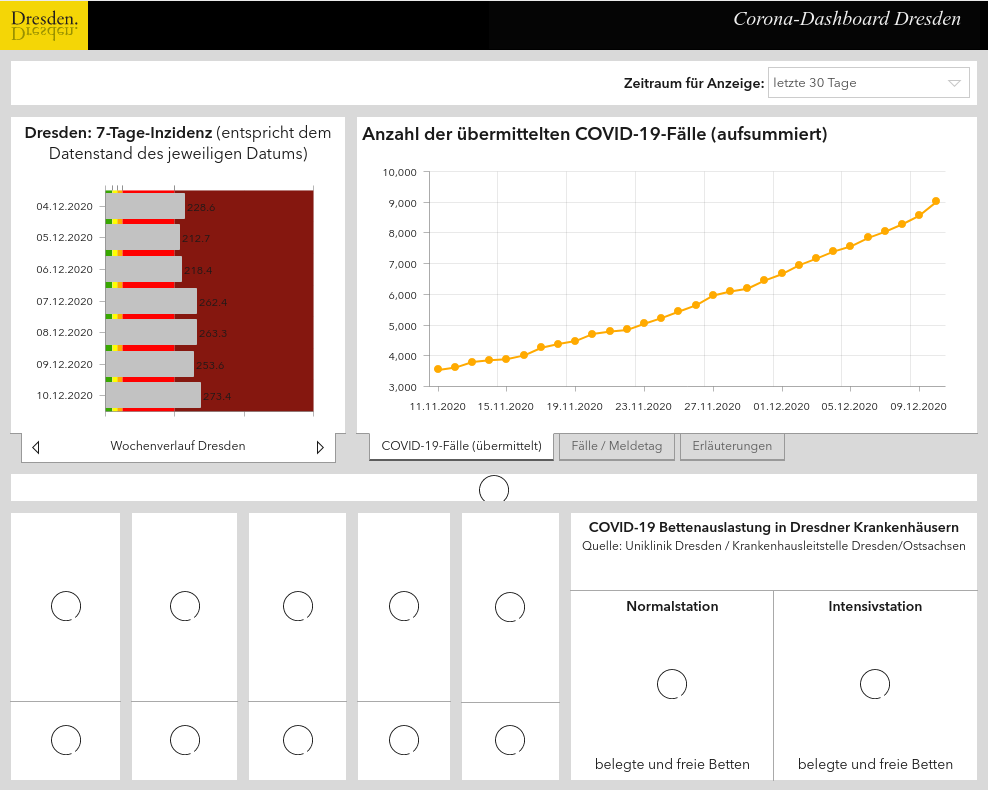 Dresden.
Corona-Dashboard Dresden
Zeitraum für Anzeige: letzte 30 Tage
Dresden: 7-Tage-Inzidenz (entspricht dem
Datenstand des jeweiligen Datums)
04.12.2020 228.6
05.12.2020 212.7
06.12.2020 218.4
07.12.2020 262.4
08.12.2020 263.3
09.12.2020 253.6
10.12.2020 273.4
Wochenverlauf Dresden
Anzahl der übermittelten COVID-19-Fälle (aufsummiert)
10,000
9,000
8,000
7,000
6,000
5,000
4,000
3,000
11.11.2020 15.11.2020 19.11.2020 23.11.2020 27.11.2020 01.12.2020 05.12.2020 09.12.2020
COVID-19-Fälle (übermittelt) Fälle / Meldetag Erläuterungen
COVID-19 Bettenauslastung in Dresdner Krankenhäusern
Quelle: Uniklinik Dresden / Krankenhausleitstelle Dresden/Ostsachsen
Normalstation Intensivstation
belegte und freie Betten belegte und freie Betten